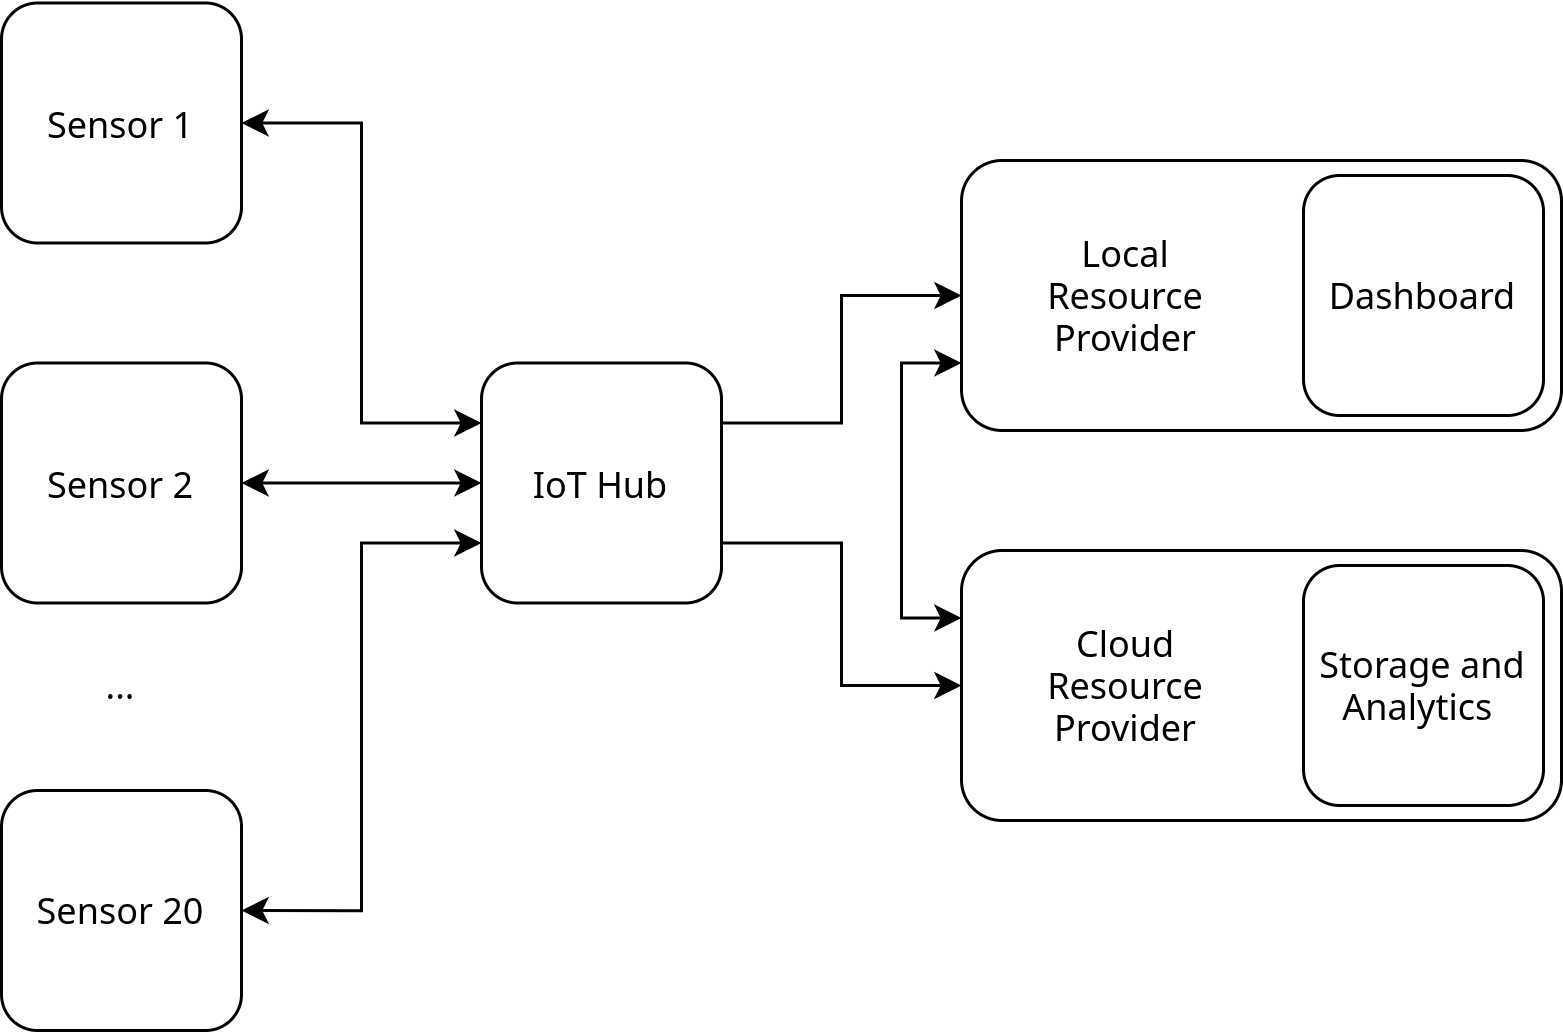 Sensor 1
Sensor 2
...
Sensor 20
IoT Hub
Local
Resource
Provider
Dashboard
Cloud
Resource
Provider
Storage and
Analytics